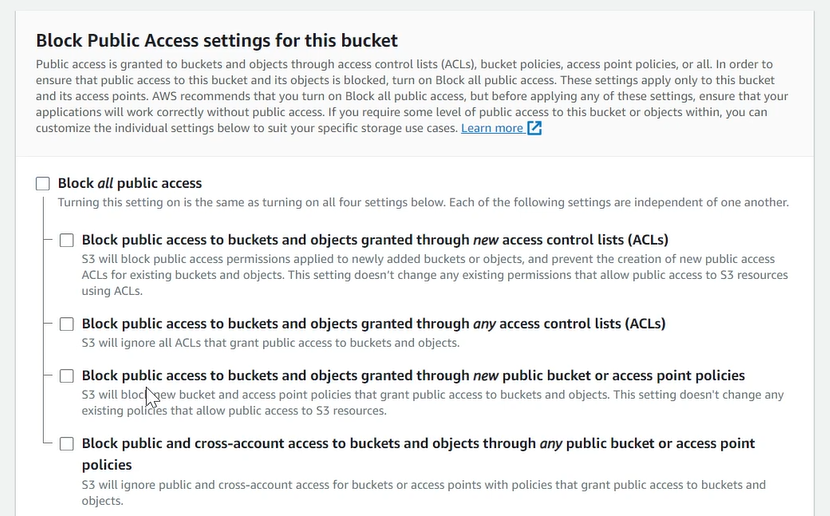 Block Public Access settings for this bucket
Public access is granted to buckets and objects through access control lists (ACLs), bucket policies, access point policies, or all. In order to
ensure that public access to this bucket and its objects is blocked, turn on Block all public access. These settings apply only to this bucket
and its access points. AWS recommends that you turn on Block all public access, but before applying any of these settings, ensure that your
applications will work correctly without public access. If you require some level of public access to this bucket or objects within, you can
customize the individual settings below to suit your specific storage use cases. Learn more
Block all public access
Turning this setting on is the same as turning on all four settings below. Each of the following settings are independent of one another.
Block public access to buckets and objects granted through new access control lists (ACLs)
S3 will block public access permissions applied to newly added buckets or objects, and prevent the creation of new public access
ACLs for existing buckets and objects. This setting doesn't change any existing permissions that allow public access to S3 resources
using ACLs.
Block public access to buckets and objects granted through any access control lists (ACLs)
S3 will ignore all ACLs that grant public access to buckets and objects.
Block public access to buckets and objects granted through new public bucket or access point policies
S3 will block new bucket and access point policies that grant public access to buckets and objects. This setting doesn't change any
existing policies that allow public access to S3 resources.
Block public and cross-account access to buckets and objects through any public bucket or access point
policies
S3 will ignore public and cross-account access for buckets or access points with policies that grant public access to buckets and
objects.